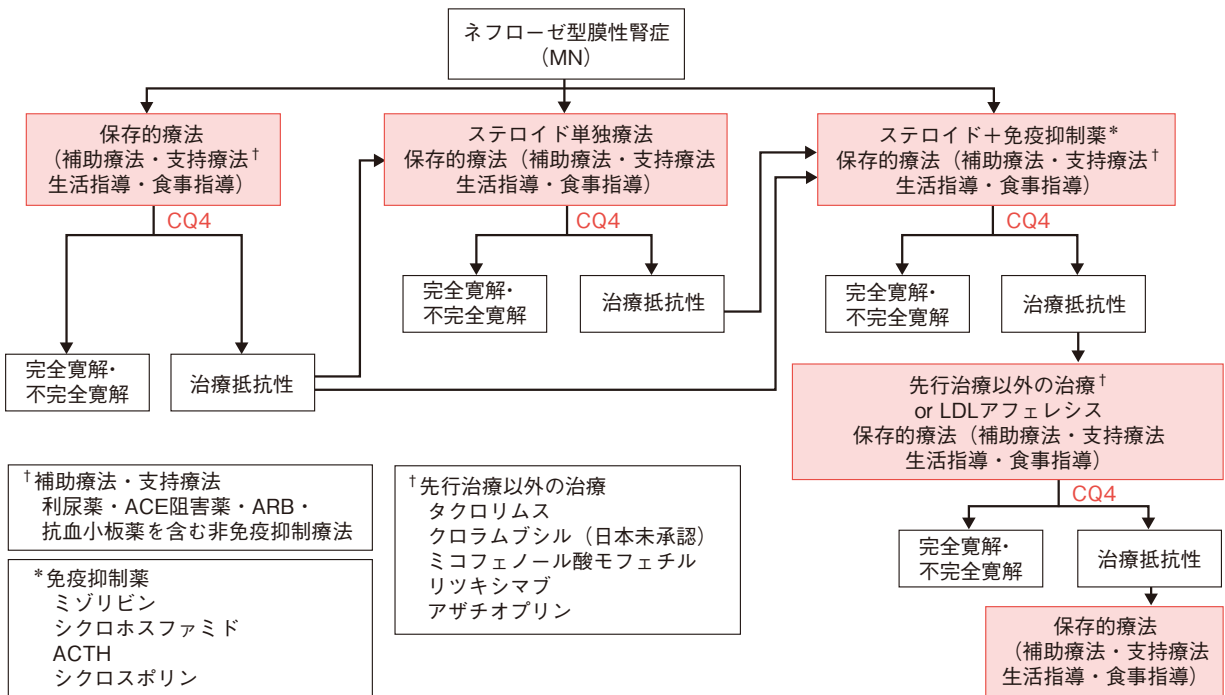 ネフローゼ型膜性腎症
（MN）
保存的療法
（補助療法・支持療法†
生活指導・食事指導）
CQ4
ステロイド単独療法
保存的療法（補助療法・支持療法
生活指導・食事指導）
CQ4
ステロイド＋免疫抑制薬*
保存的療法（補助療法・支持療法†
生活指導・食事指導）
CQ4
完全寛解・
不完全寛解
治療抵抗性
完全寛解・
不完全寛解
治療抵抗性
完全寛解・
不完全寛解
治療抵抗性
先行治療以外の治療†
or LDLアフェレシス
保存的療法（補助療法・支持療法
生活指導・食事指導）
CQ4
完全寛解・
不完全寛解
治療抵抗性
保存的療法
（補助療法・支持療法
生活指導・食事指導）
†補助療法・支持療法
利尿薬・ACE阻害薬・ARB・
抗血小板薬を含む非免疫抑制療法
*免疫抑制薬
ミゾリビン
シクロホスファミド
ACTH
シクロスポリン
†先行治療以外の治療
タクロリムス
クロラムブシル（日本未承認）
ミコフェノール酸モフェチル
リツキシマブ
アザチオプリン